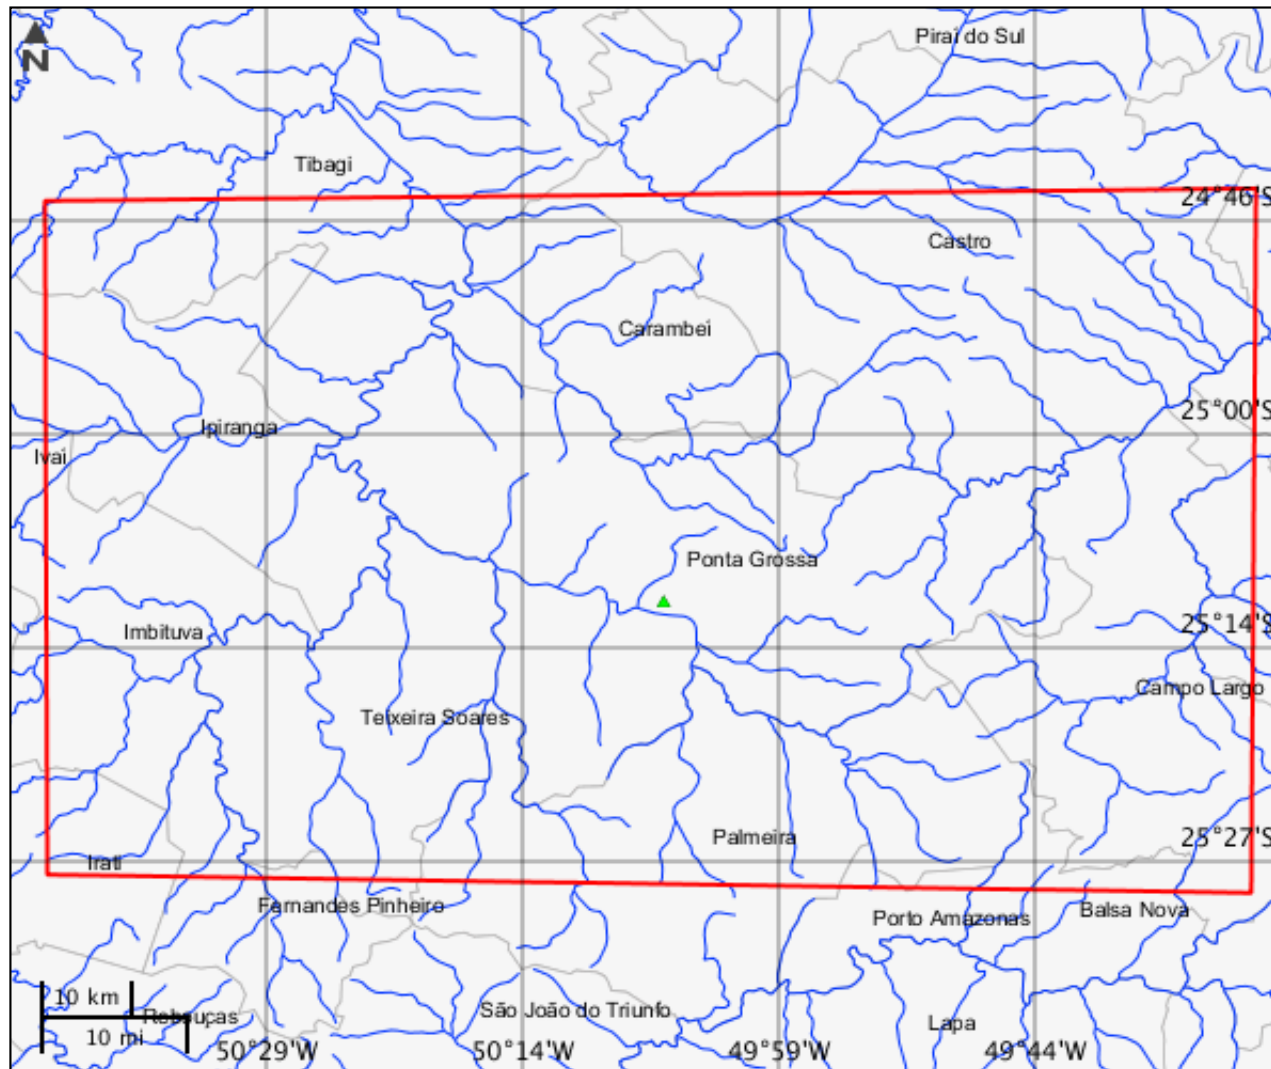 Piraí do Sul
N
Tibagi
24°46'S
Castro
Carambeí
25°00'S
Ipiranga
Ivaí
Ponta Grossa
25°14'S
Imbituva
Campo Largo
Teixeira Soares
25°27'S
Palmeira
Irati
Fernandes Pinheiro
Porto Amazonas
Balsa Nova
10 km
São João do Triunfo
Rebouças
Lapa
10 mi
50°29'W
50°14'W
49°59'W
49°44'W